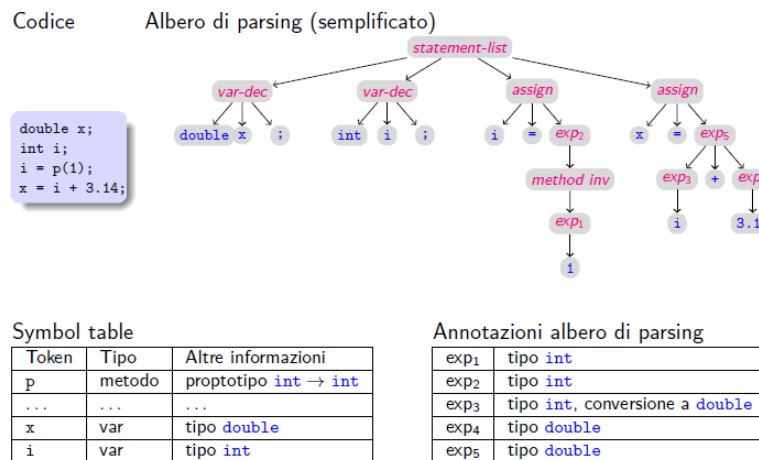 Codice Albero di parsing (semplificato)
statement-list
var-dec var-dec assign assign
double x ; int i ; i = exp₂ x = exp₅
double x;
int i;
i = p(1);
x = i + 3.14;
method inv exp₃ + exp
exp₁ i 3.1
1
Symbol table
Token Tipo Altre informazioni
p metodo proptotipo int → int
... ... ...
x var tipo double
i var tipo int
Annotazioni albero di parsing
exp₁ tipo int
exp₂ tipo int
exp₃ tipo int, conversione a double
exp₄ tipo double
exp₅ tipo double